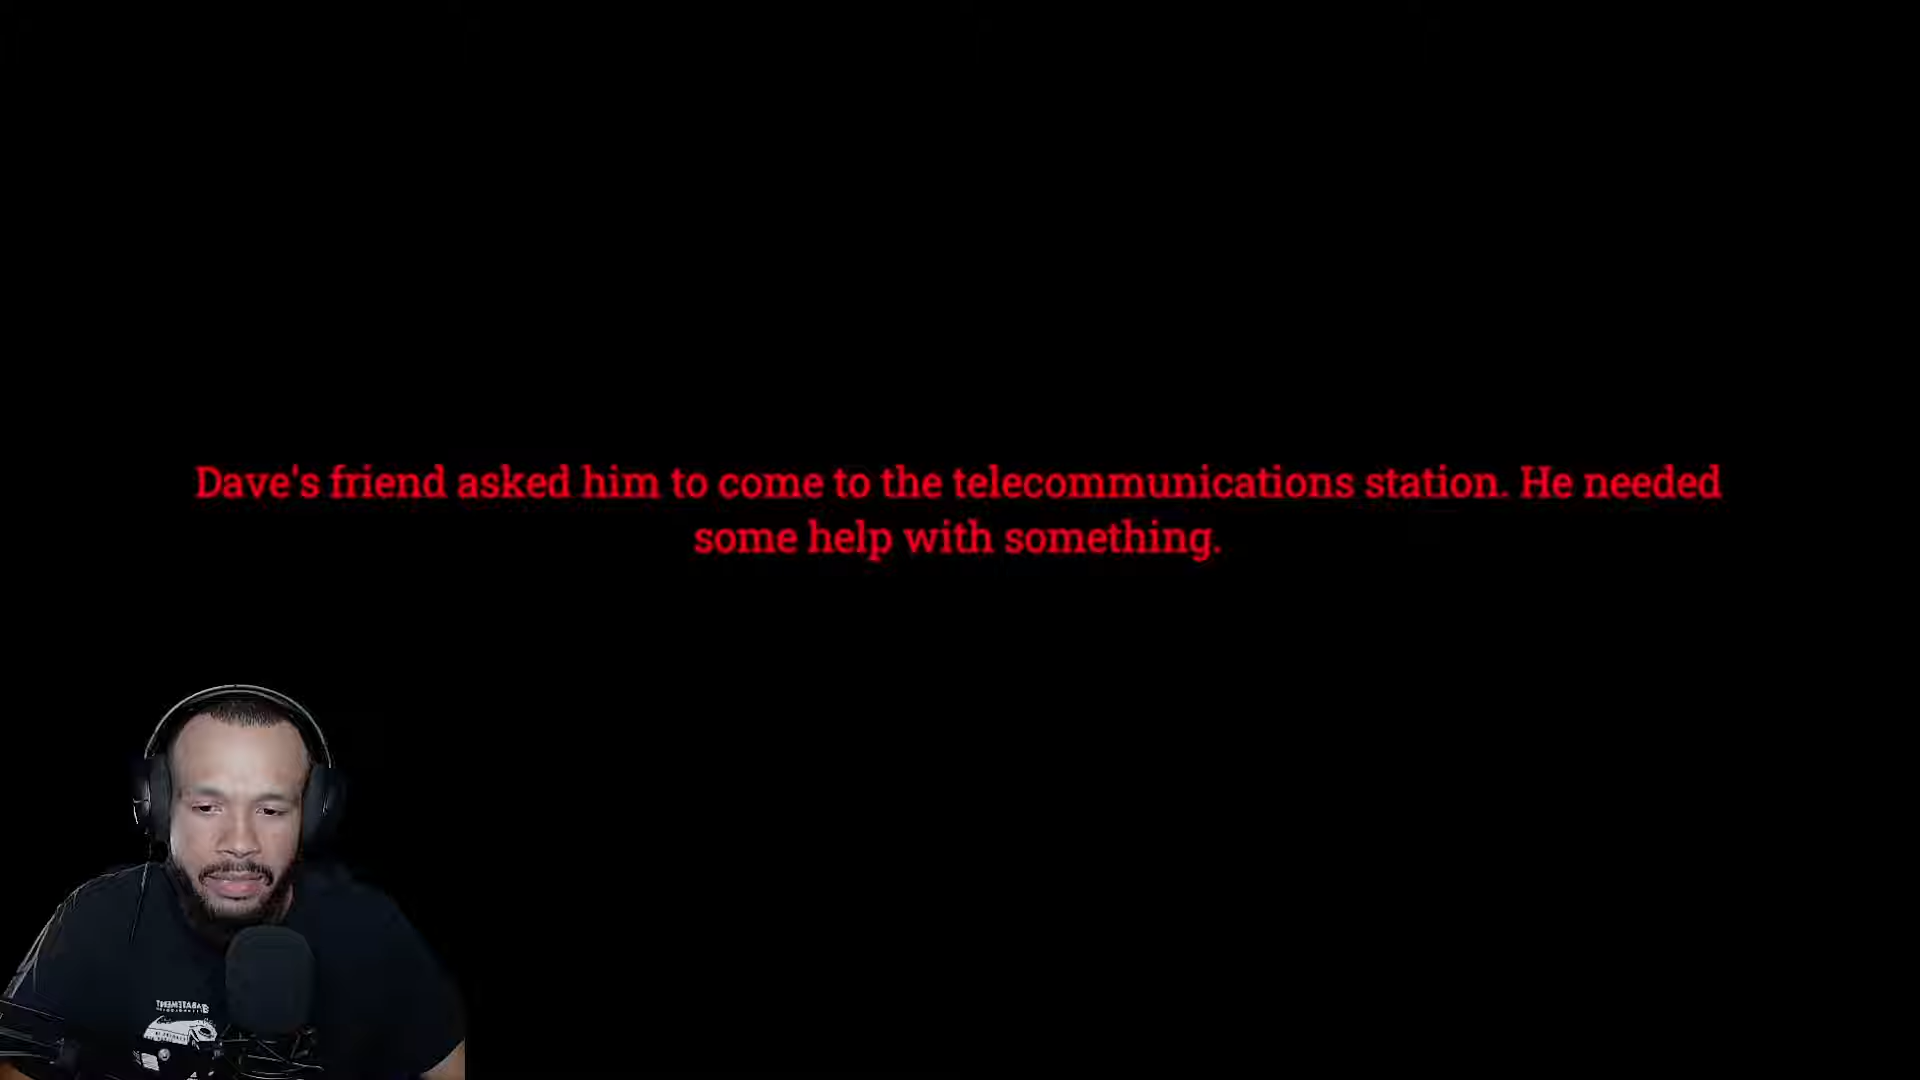 Dave's friend asked him to come to the telecommunications station. He needed
some help with something.